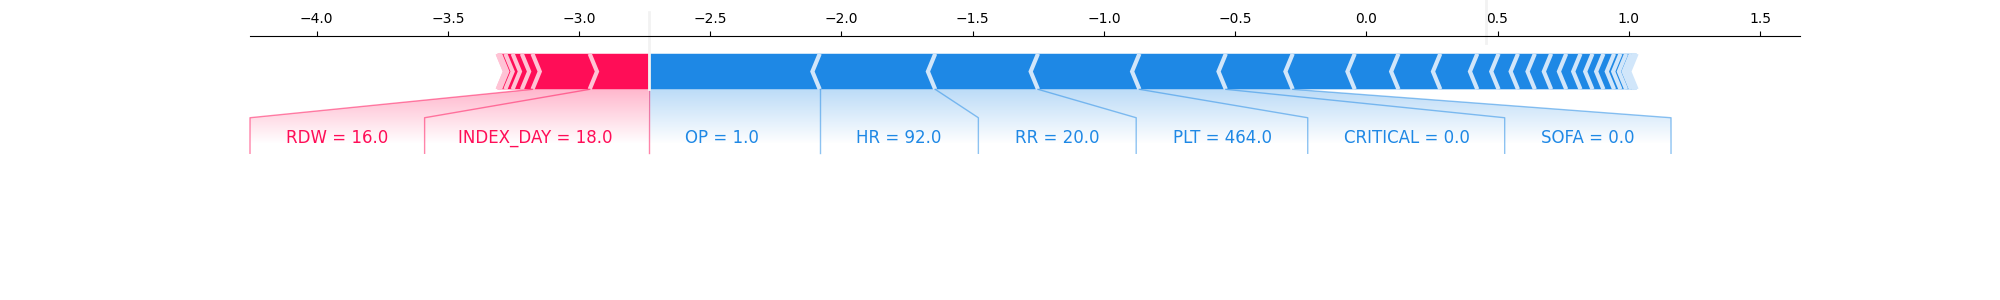 −4.0 −3.5 −3.0 −2.5 −2.0 −1.5 −1.0 −0.5 0.0 0.5 1.0 1.5
RDW = 16.0 INDEX_DAY = 18.0 OP = 1.0 HR = 92.0 RR = 20.0 PLT = 464.0 CRITICAL = 0.0 SOFA = 0.0